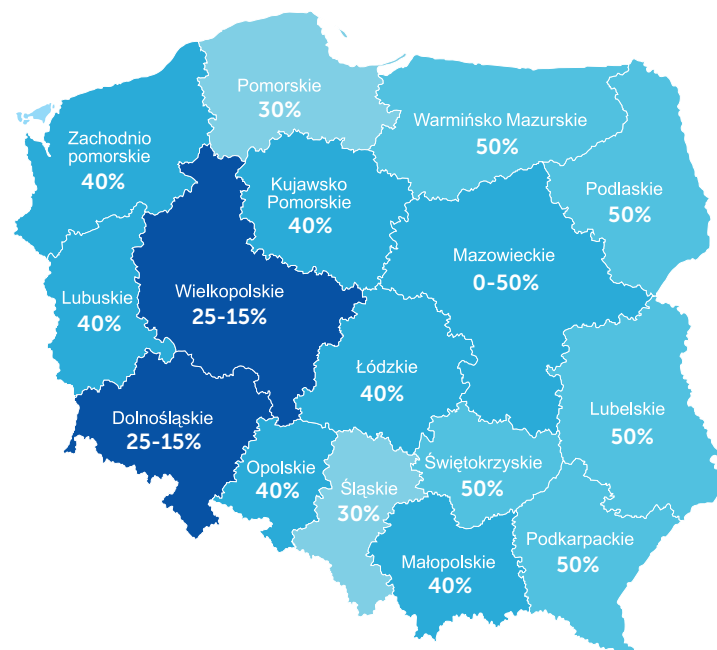 Pomorskie
30%
Warmińsko Mazurskie
50%
Zachodnio
pomorskie
40%
Kujawsko
Pomorskie
40%
Podlaskie
50%
Mazowieckie
0-50%
Wielkopolskie
25-15%
Lubuskie
40%
Łódzkie
40%
Dolnośląskie
25-15%
Lubelskie
50%
Opolskie
40%
Śląskie
30%
Świętokrzyskie
50%
Małopolskie
40%
Podkarpackie
50%